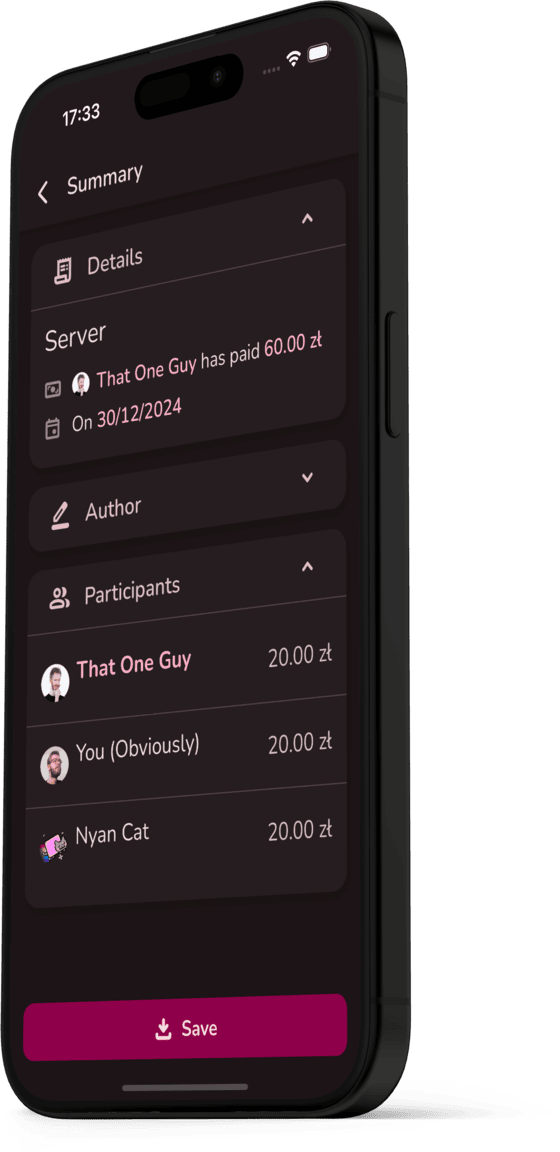 17:33
Summary
Details
Server
That One Guy has paid 60.00 zł
On 30/12/2024
Author
Participants
That One Guy 20.00 zł
You (Obviously) 20.00 zł
Nyan Cat 20.00 zł
Save